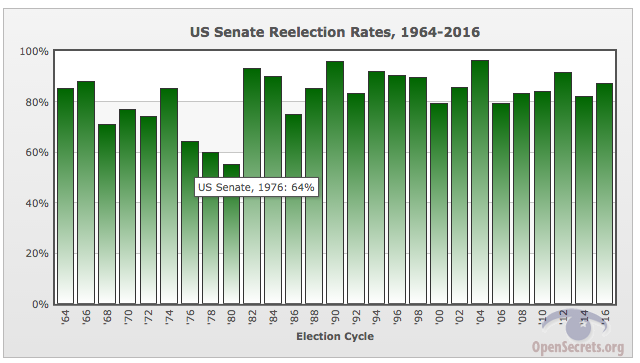 US Senate Reelection Rates, 1964-2016
100%
80%
60%
40%
20%
0%
US Senate, 1976: 64%
'64 '66 '68 '70 '72 '74 '76 '78 '80 '82 '84 '86 '88 '90 '92 '94 '96 '98 '00 '02 '04 '06 '08 '10 '12 '14 '16
Election Cycle
OpenSecrets.org